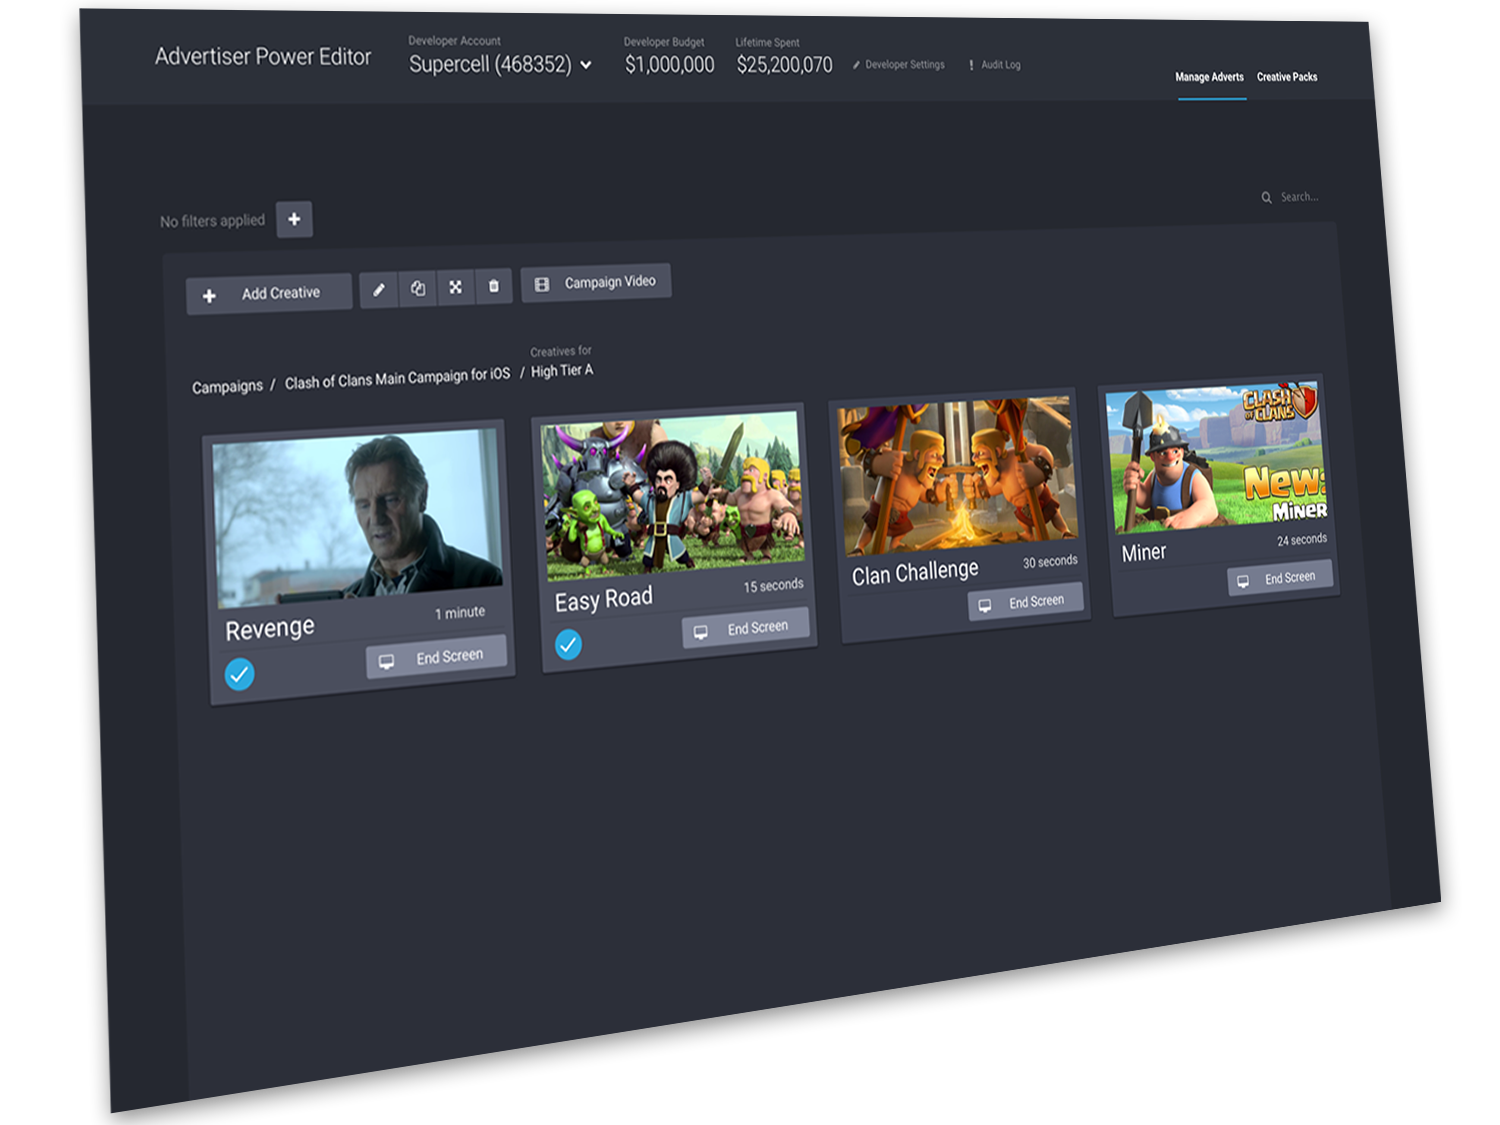 Advertiser Power Editor
Developer Account
Supercell (468352)
Developer Budget
$1,000,000
Lifetime Spent
$25,200,070
Developer Settings
Audit Log
Manage Adverts
Creative Packs
No filters applied
Search...
Add Creative
Campaign Video
Creatives for
Campaigns / Clash of Clans Main Campaign for iOS / High Tier A
Revenge
1 minute
End Screen
Easy Road
15 seconds
End Screen
Clan Challenge
30 seconds
End Screen
CLASH
OF CLANS
New:
MINER
Miner
24 seconds
End Screen